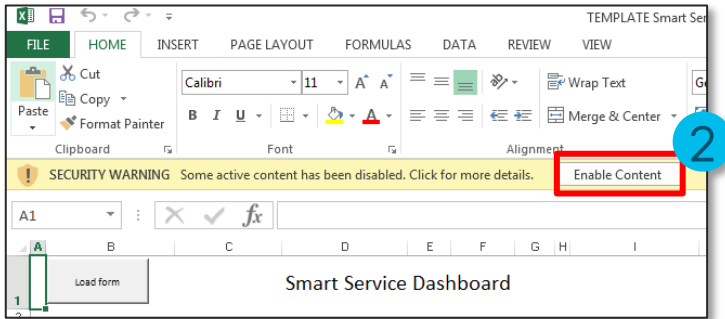 TEMPLATE Smart Ser
FILE HOME INSERT PAGE LAYOUT FORMULAS DATA REVIEW VIEW
Cut
Calibri 11 A A Wrap Text
Copy
Paste Format Painter B I U A Merge & Center
Clipboard Font Alignment
2
SECURITY WARNING Some active content has been disabled. Click for more details. Enable Content
A1 fx
A B C D E F G H I
1 Load form Smart Service Dashboard